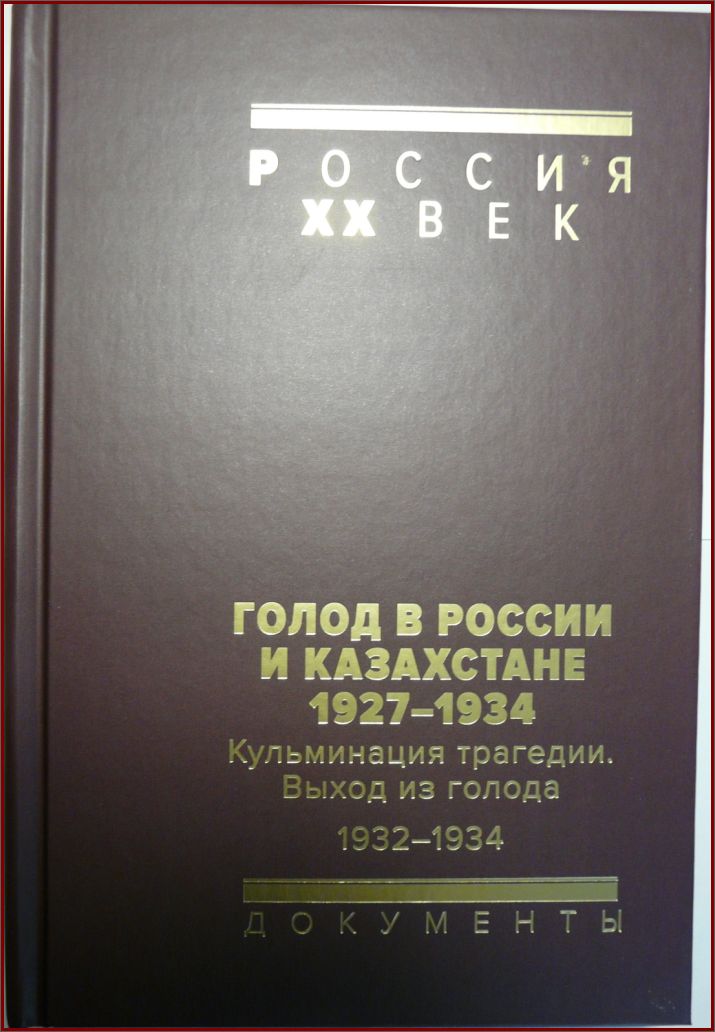 РОССИЯ
XX ВЕК
ГОЛОД В РОССИИ
И КАЗАХСТАНЕ
1927–1934
Кульминация трагедии.
Выход из голода
1932–1934
ДОКУМЕНТЫ